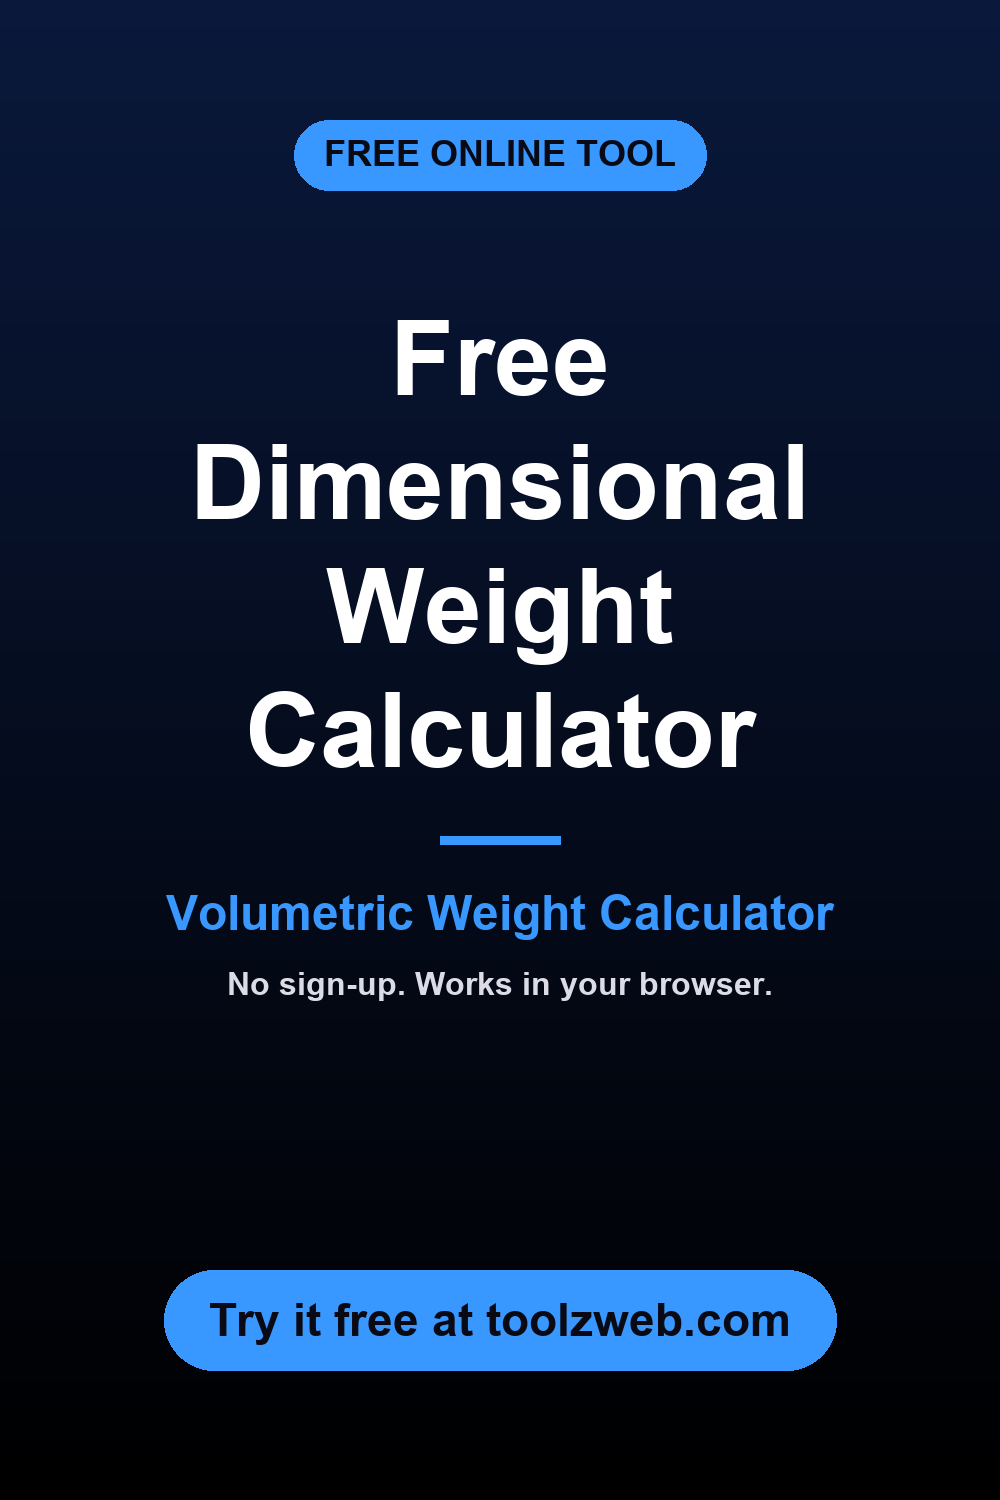 FREE ONLINE TOOL
Free
Dimensional
Weight
Calculator
Volumetric Weight Calculator
No sign-up. Works in your browser.
Try it free at toolzweb.com